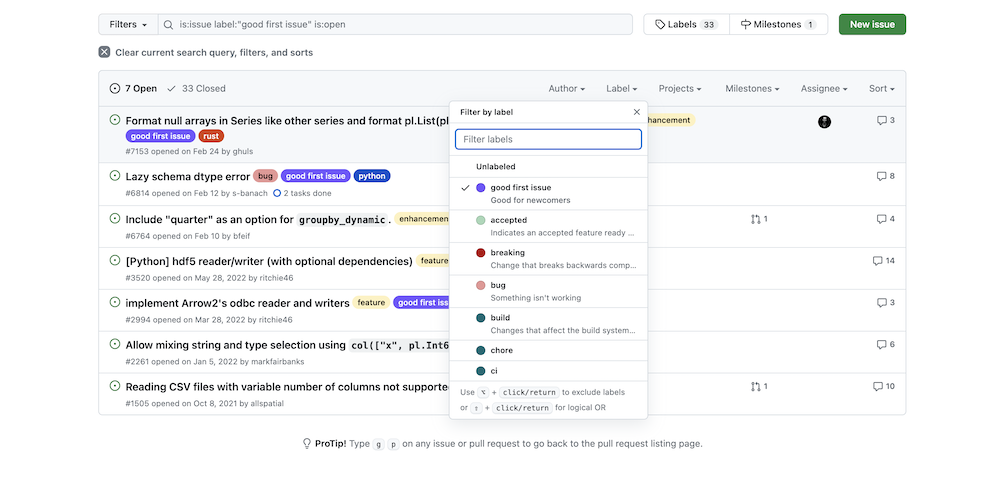 Filters
is:issue label:"good first issue" is:open
Labels 33
Milestones 1
New issue
Clear current search query, filters, and sorts
7 Open
33 Closed
Author
Label
Projects
Milestones
Assignee
Sort
Format null arrays in Series like other series and format pl.List(pl
hancement
good first issue
rust
#7153 opened on Feb 24 by ghuls
3
Lazy schema dtype error bug good first issue python
#6814 opened on Feb 12 by s-banach 2 tasks done
8
Include "quarter" as an option for groupby_dynamic. enhancemen
#6764 opened on Feb 10 by bfeif
1
4
[Python] hdf5 reader/writer (with optional dependencies) feature
#3520 opened on May 28, 2022 by ritchie46
14
implement Arrow2's odbc reader and writers feature good first iss
#2994 opened on Mar 28, 2022 by ritchie46
3
Allow mixing string and type selection using col(["x", pl.Int6
#2261 opened on Jan 5, 2022 by markfairbanks
6
Reading CSV files with variable number of columns not supporte
#1505 opened on Oct 8, 2021 by allspatial
1
10
Filter by label
Filter labels
Unlabeled
good first issue
Good for newcomers
accepted
Indicates an accepted feature ready ...
breaking
Change that breaks backwards comp...
bug
Something isn't working
build
Changes that affect the build system...
chore
ci
Use ⌥ + click/return to exclude labels
or ⇧ + click/return for logical OR
ProTip! Type g p on any issue or pull request to go back to the pull request listing page.